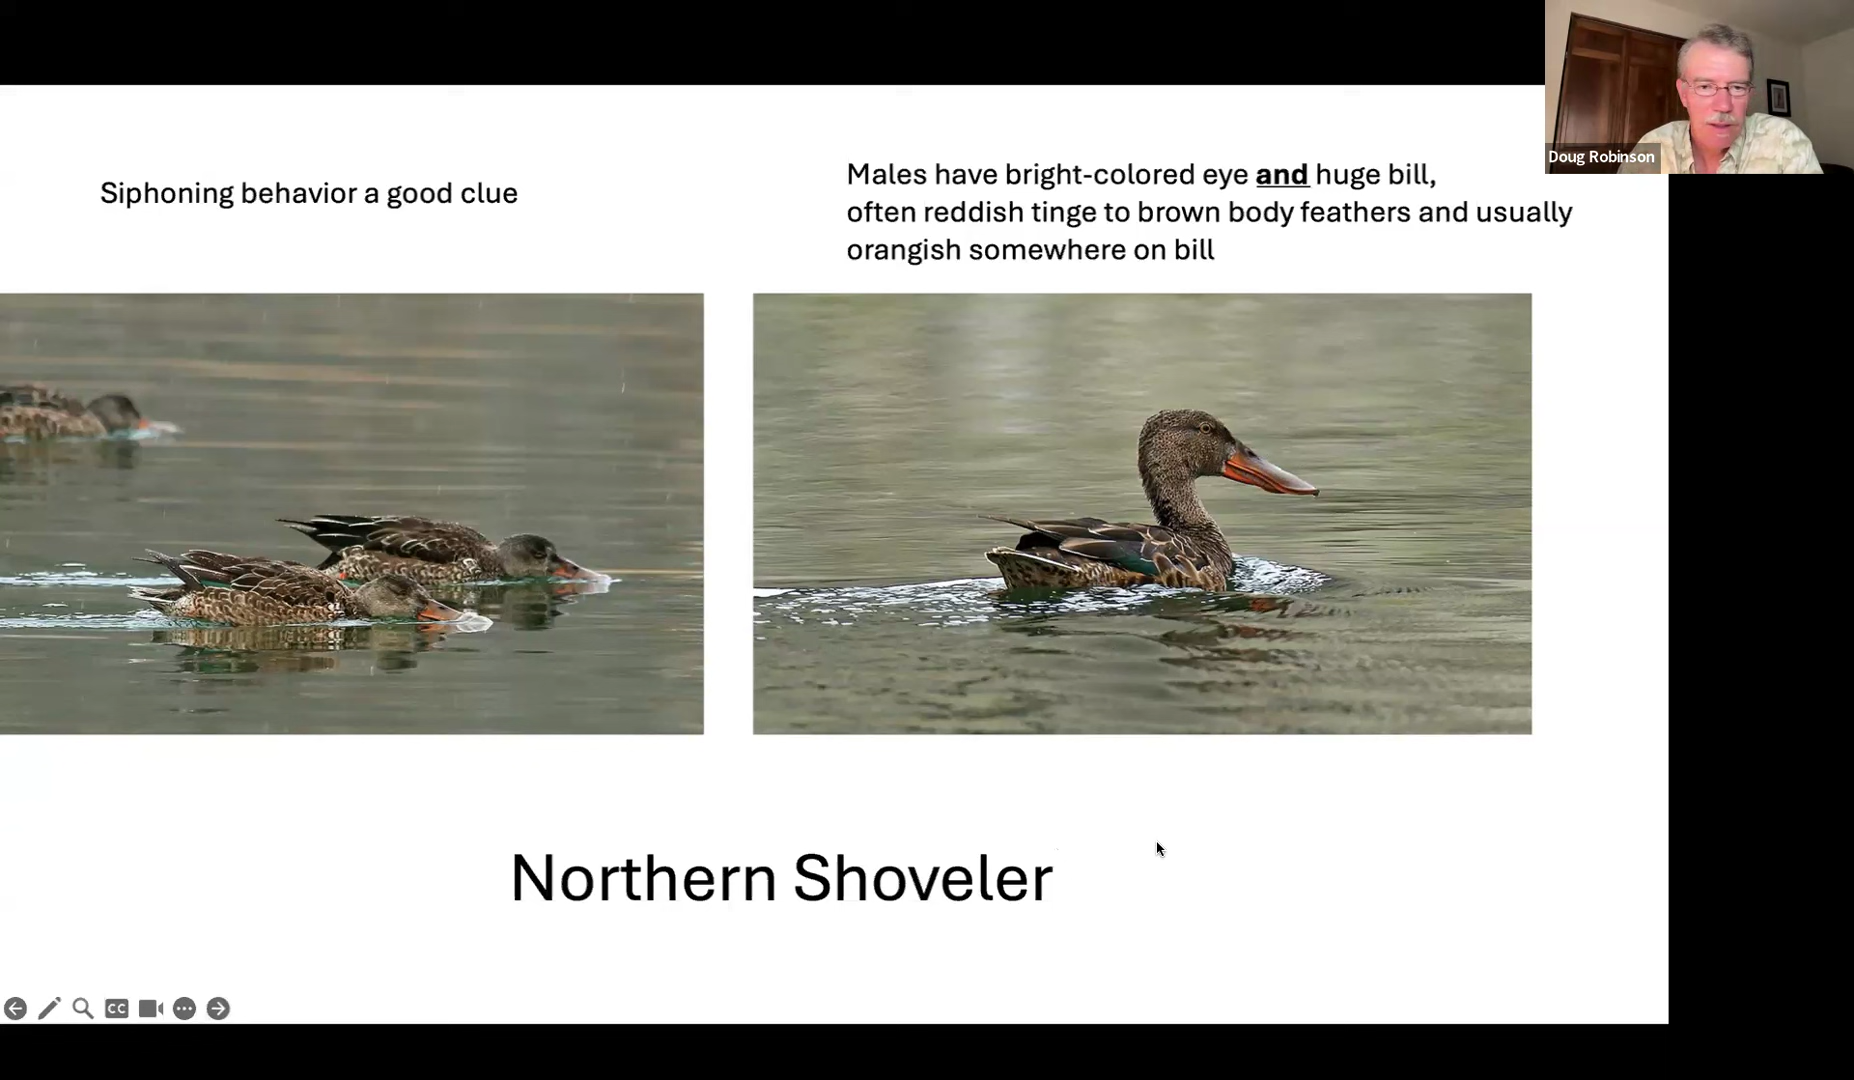 Siphoning behavior a good clue
Males have bright-colored eye and huge bill,
often reddish tinge to brown body feathers and usually
orangish somewhere on bill
Doug Robinson
Northern Shoveler
CC